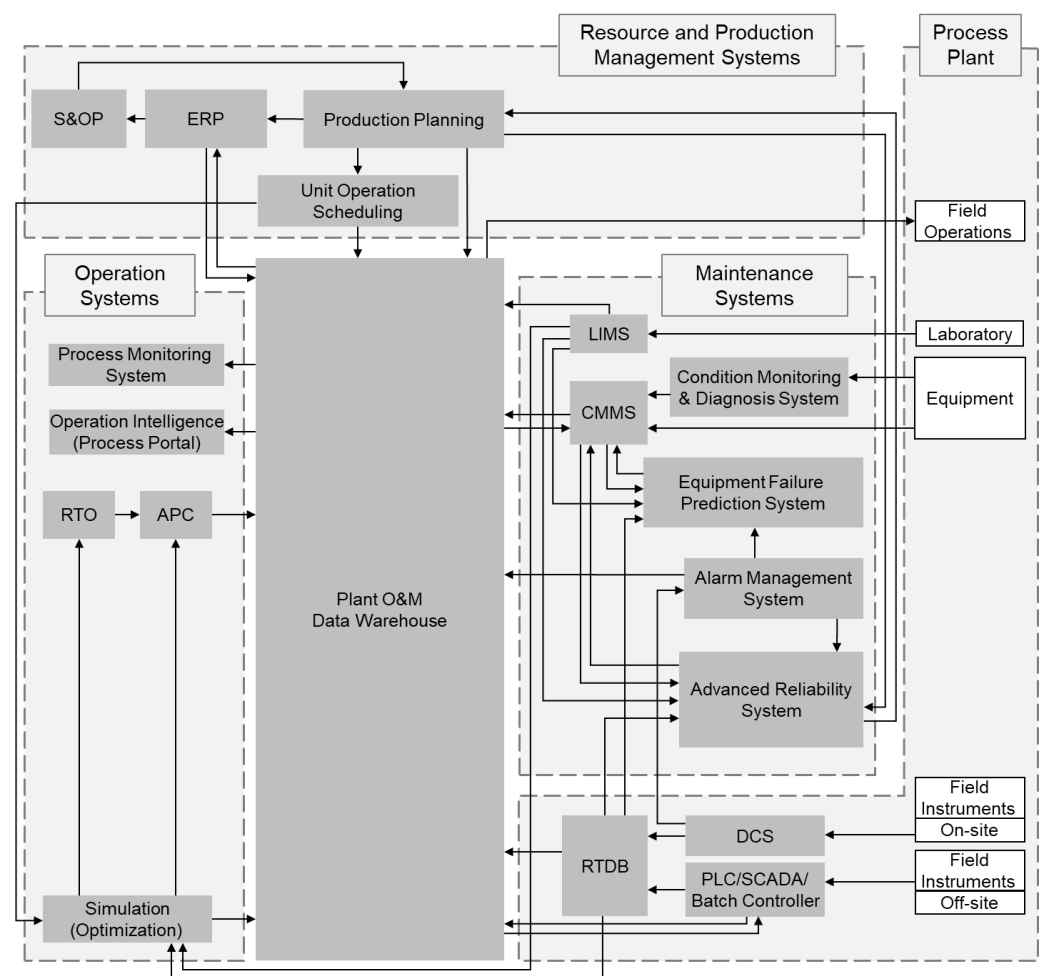 Resource and Production
Management Systems
Process
Plant
S&OP
ERP
Production Planning
Unit Operation
Scheduling
Field
Operations
Operation
Systems
Maintenance
Systems
LIMS
Laboratory
Process Monitoring
System
Condition Monitoring
& Diagnosis System
Equipment
CMMS
Operation Intelligence
(Process Portal)
Equipment Failure
Prediction System
RTO
APC
Plant O&M
Data Warehouse
Alarm Management
System
Advanced Reliability
System
Field
Instruments
On-site
DCS
RTDB
PLC/SCADA/
Batch Controller
Field
Instruments
Off-site
Simulation
(Optimization)